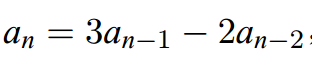 aₙ = 3aₙ₋₁ − 2aₙ₋₂,